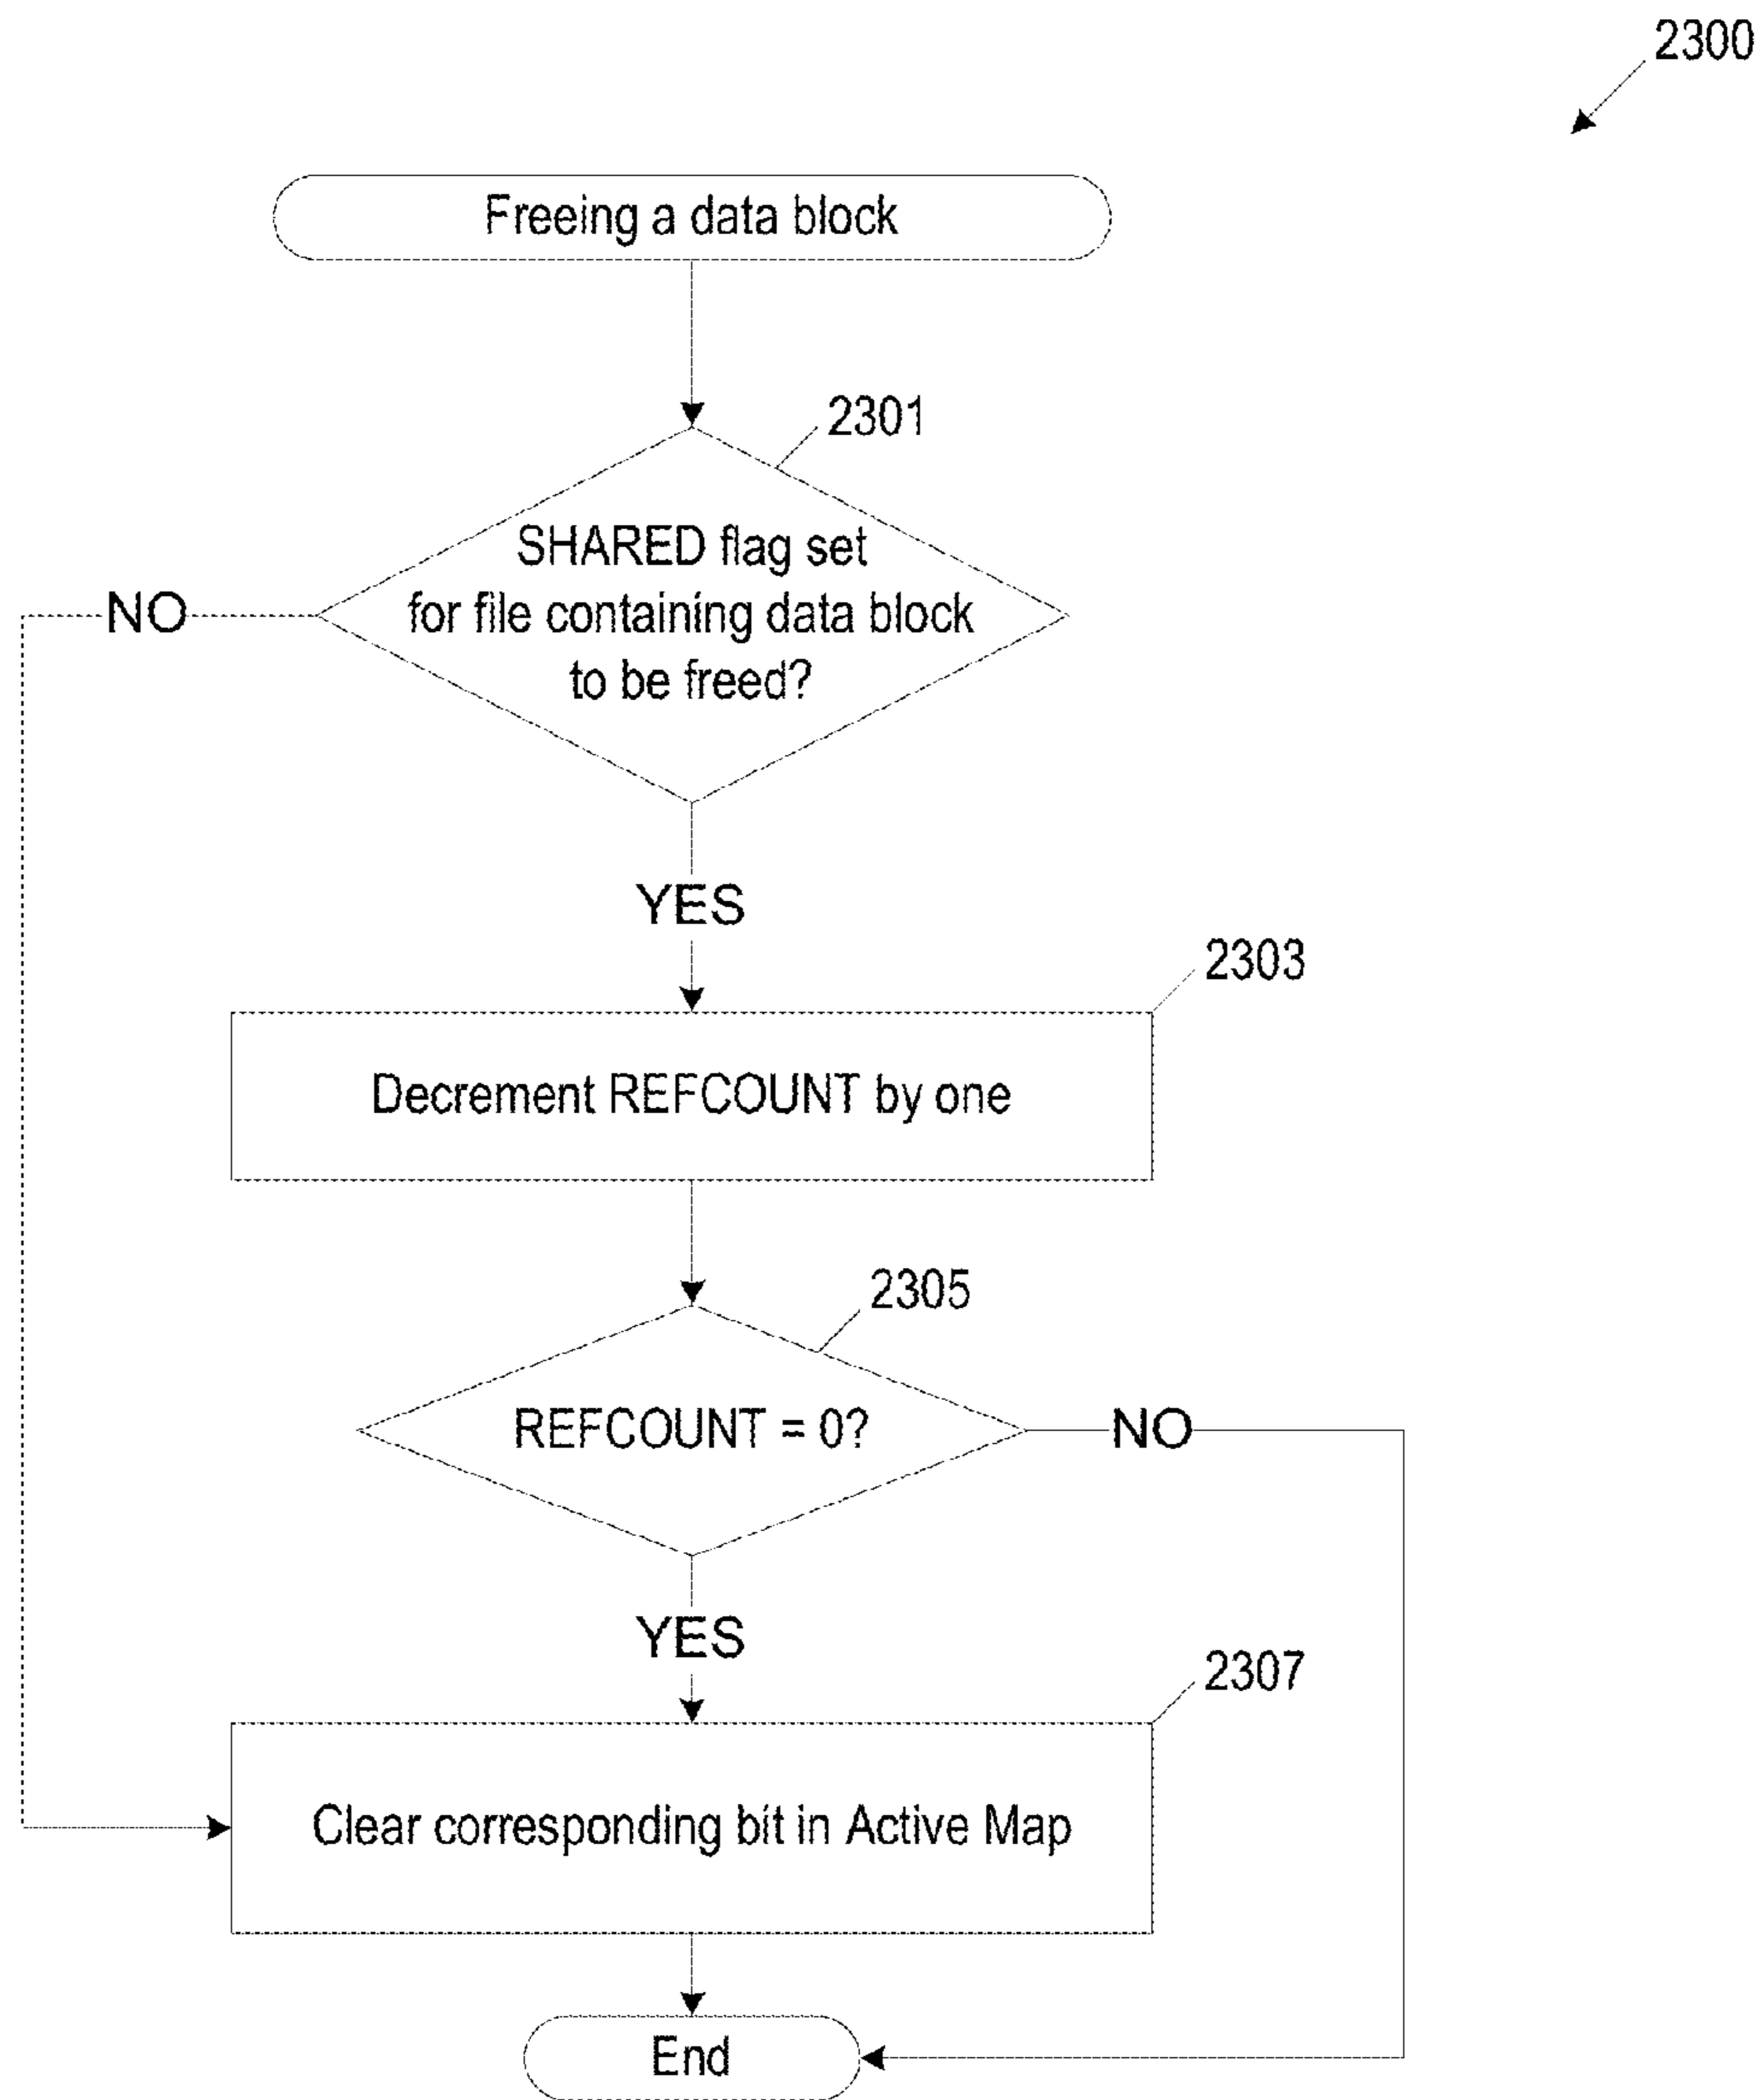 2300
Freeing a data block
2301
SHARED flag set
for file containing data block
to be freed?
NO
YES
2303
Decrement REFCOUNT by one
2305
REFCOUNT = 0?
NO
YES
2307
Clear corresponding bit in Active Map
End